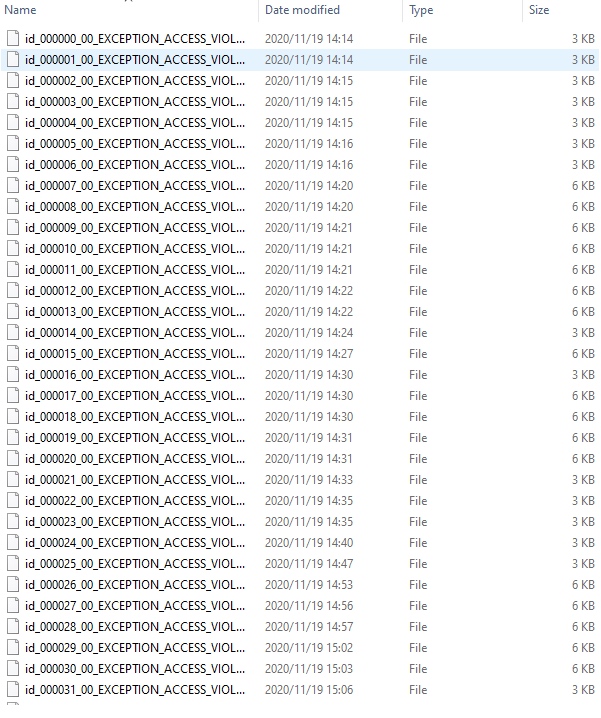 Name Date modified Type Size
id_000000_00_EXCEPTION_ACCESS_VIOL... 2020/11/19 14:14 File 3 KB
id_000001_00_EXCEPTION_ACCESS_VIOL... 2020/11/19 14:14 File 3 KB
id_000002_00_EXCEPTION_ACCESS_VIOL... 2020/11/19 14:15 File 3 KB
id_000003_00_EXCEPTION_ACCESS_VIOL... 2020/11/19 14:15 File 3 KB
id_000004_00_EXCEPTION_ACCESS_VIOL... 2020/11/19 14:15 File 3 KB
id_000005_00_EXCEPTION_ACCESS_VIOL... 2020/11/19 14:16 File 3 KB
id_000006_00_EXCEPTION_ACCESS_VIOL... 2020/11/19 14:16 File 3 KB
id_000007_00_EXCEPTION_ACCESS_VIOL... 2020/11/19 14:20 File 6 KB
id_000008_00_EXCEPTION_ACCESS_VIOL... 2020/11/19 14:20 File 6 KB
id_000009_00_EXCEPTION_ACCESS_VIOL... 2020/11/19 14:21 File 6 KB
id_000010_00_EXCEPTION_ACCESS_VIOL... 2020/11/19 14:21 File 6 KB
id_000011_00_EXCEPTION_ACCESS_VIOL... 2020/11/19 14:21 File 6 KB
id_000012_00_EXCEPTION_ACCESS_VIOL... 2020/11/19 14:22 File 6 KB
id_000013_00_EXCEPTION_ACCESS_VIOL... 2020/11/19 14:22 File 6 KB
id_000014_00_EXCEPTION_ACCESS_VIOL... 2020/11/19 14:24 File 3 KB
id_000015_00_EXCEPTION_ACCESS_VIOL... 2020/11/19 14:27 File 6 KB
id_000016_00_EXCEPTION_ACCESS_VIOL... 2020/11/19 14:30 File 3 KB
id_000017_00_EXCEPTION_ACCESS_VIOL... 2020/11/19 14:30 File 6 KB
id_000018_00_EXCEPTION_ACCESS_VIOL... 2020/11/19 14:30 File 6 KB
id_000019_00_EXCEPTION_ACCESS_VIOL... 2020/11/19 14:31 File 6 KB
id_000020_00_EXCEPTION_ACCESS_VIOL... 2020/11/19 14:31 File 6 KB
id_000021_00_EXCEPTION_ACCESS_VIOL... 2020/11/19 14:33 File 3 KB
id_000022_00_EXCEPTION_ACCESS_VIOL... 2020/11/19 14:35 File 3 KB
id_000023_00_EXCEPTION_ACCESS_VIOL... 2020/11/19 14:35 File 3 KB
id_000024_00_EXCEPTION_ACCESS_VIOL... 2020/11/19 14:40 File 3 KB
id_000025_00_EXCEPTION_ACCESS_VIOL... 2020/11/19 14:47 File 3 KB
id_000026_00_EXCEPTION_ACCESS_VIOL... 2020/11/19 14:53 File 6 KB
id_000027_00_EXCEPTION_ACCESS_VIOL... 2020/11/19 14:56 File 6 KB
id_000028_00_EXCEPTION_ACCESS_VIOL... 2020/11/19 14:57 File 6 KB
id_000029_00_EXCEPTION_ACCESS_VIOL... 2020/11/19 15:02 File 6 KB
id_000030_00_EXCEPTION_ACCESS_VIOL... 2020/11/19 15:03 File 6 KB
id_000031_00_EXCEPTION_ACCESS_VIOL... 2020/11/19 15:06 File 3 KB